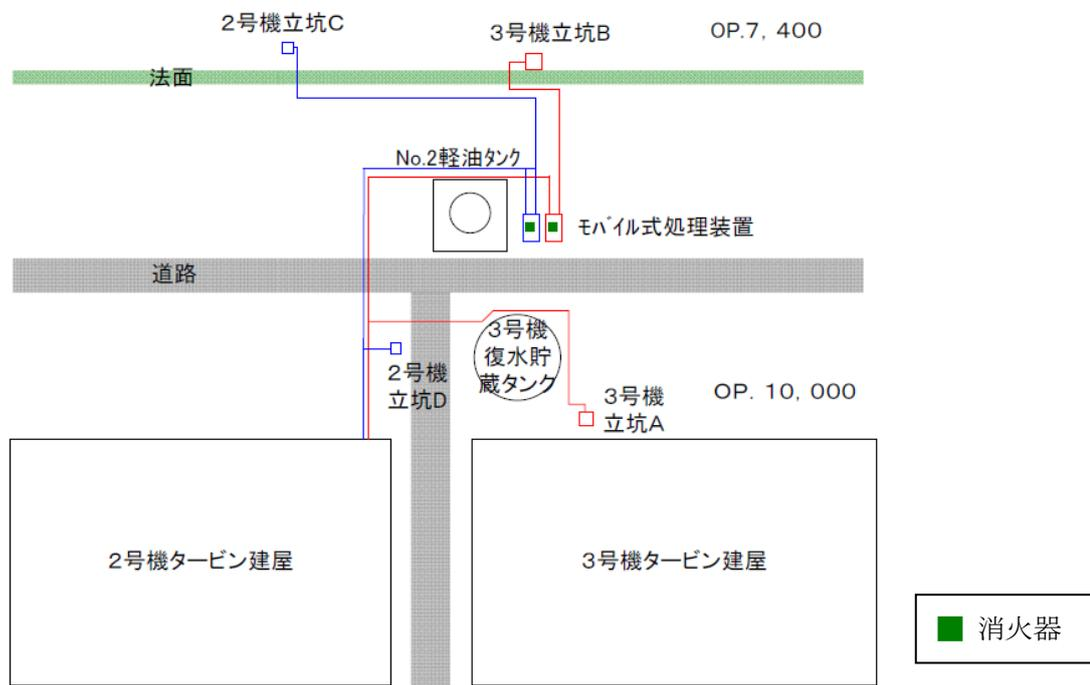 2号機立坑C
3号機立坑B
OP.7, 400
法面
No.2軽油タンク
モバイル式処理装置
道路
3号機
復水貯
蔵タンク
2号機
立坑D
OP. 10, 000
3号機
立坑A
2号機タービン建屋
3号機タービン建屋
消火器